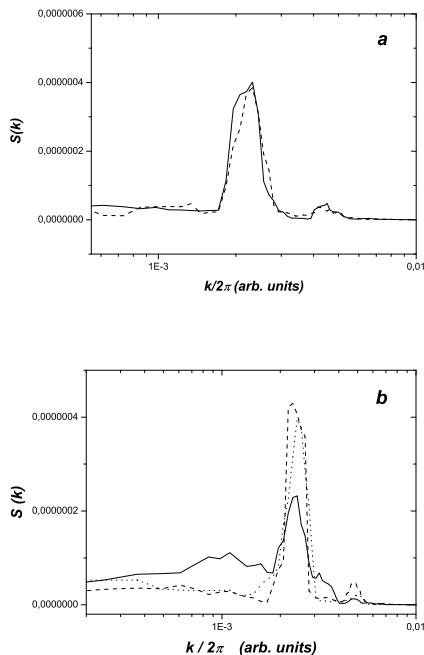 a
0,0000006
0,0000004
0,0000002
0,0000000
S(k)
1E-3
0,01
k/2π (arb. units)
b
0,0000004
0,0000002
0,0000000
S (k)
1E-3
0,01
k / 2π (arb. units)